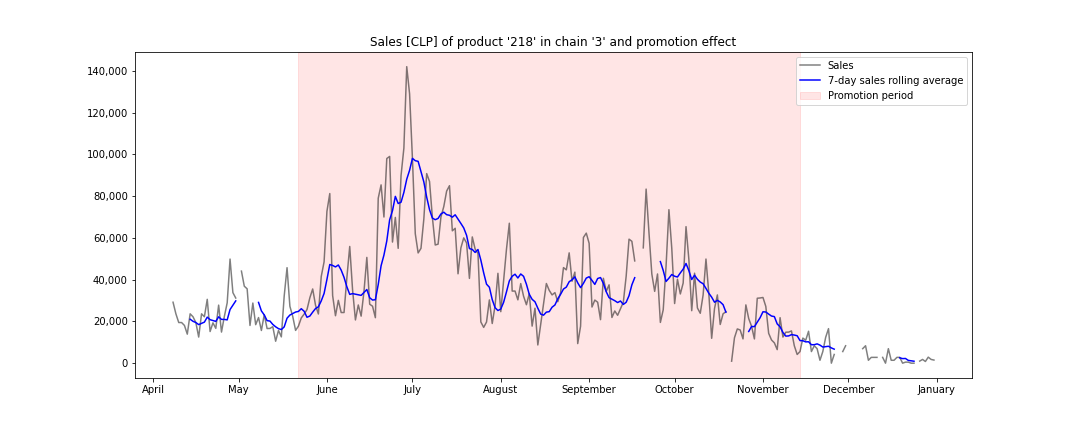 Sales [CLP] of product '218' in chain '3' and promotion effect
140,000
120,000
100,000
80,000
60,000
40,000
20,000
0
Sales
7-day sales rolling average
Promotion period
April May June July August September October November December January